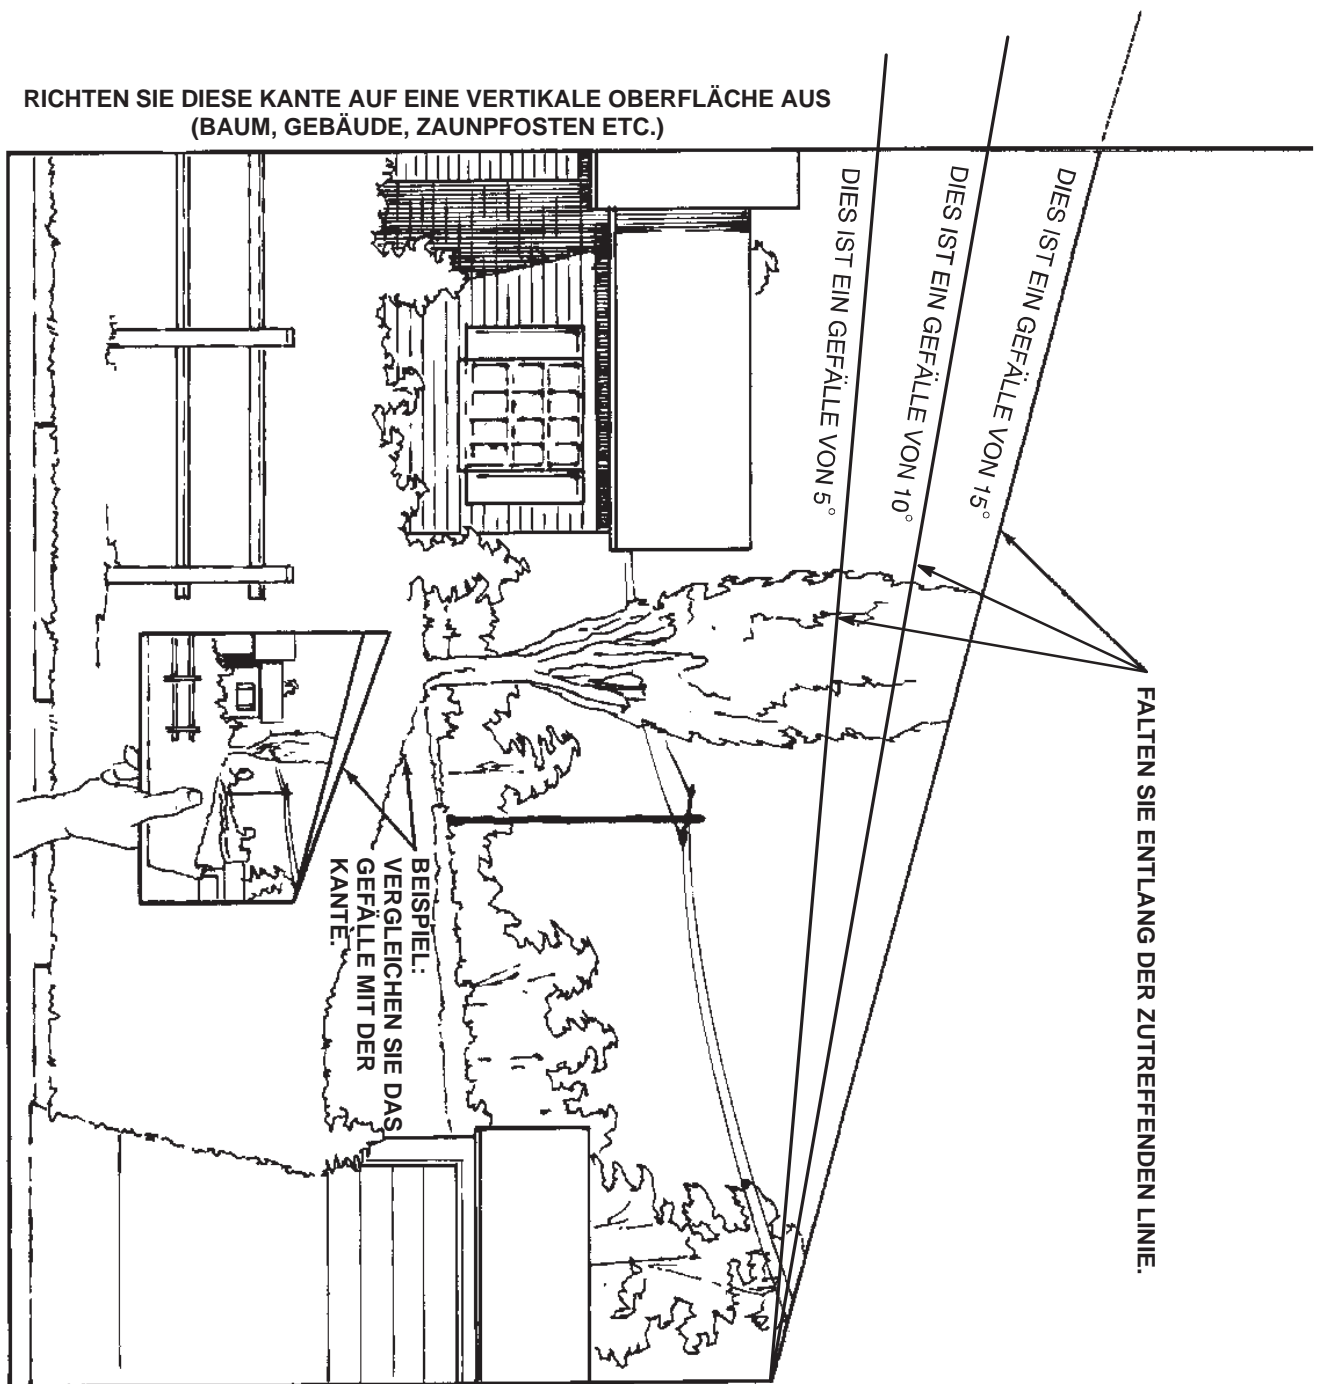 RICHTEN SIE DIESE KANTE AUF EINE VERTIKALE OBERFLÄCHE AUS
(BAUM, GEBÄUDE, ZAUNPFOSTEN ETC.)
DIES IST EIN GEFÄLLE VON 15°
DIES IST EIN GEFÄLLE VON 10°
DIES IST EIN GEFÄLLE VON 5°
FALTEN SIE ENTLANG DER ZUTREFFENDEN LINIE.
BEISPIEL:
VERGLEICHEN SIE DAS
GEFÄLLE MIT DER
KANTE.